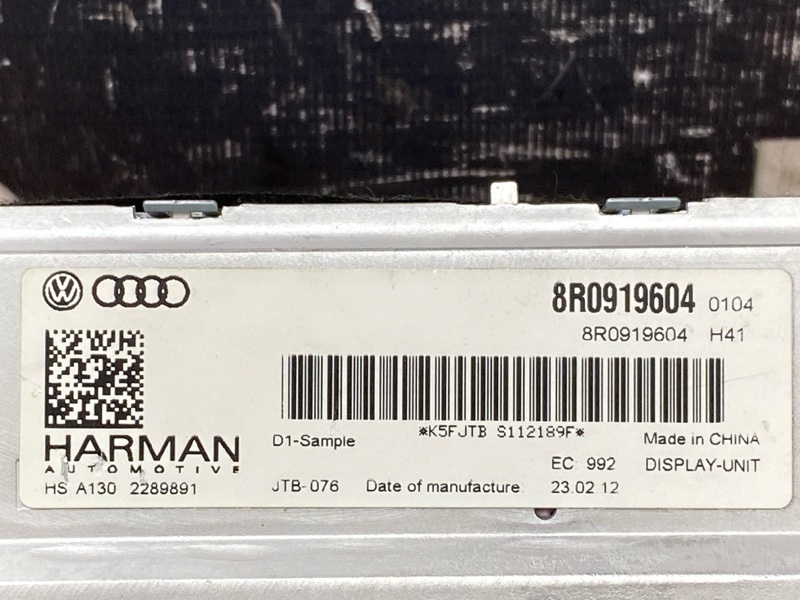 8R0919604 0104
8R0919604 H41
*K5FJTB S112189F*
HARMAN
AUTOMOTIVE
D1-Sample
Made in CHINA
EC 992 DISPLAY-UNIT
HS A130 2289891
JTB-076 Date of manufacture 23.02.12